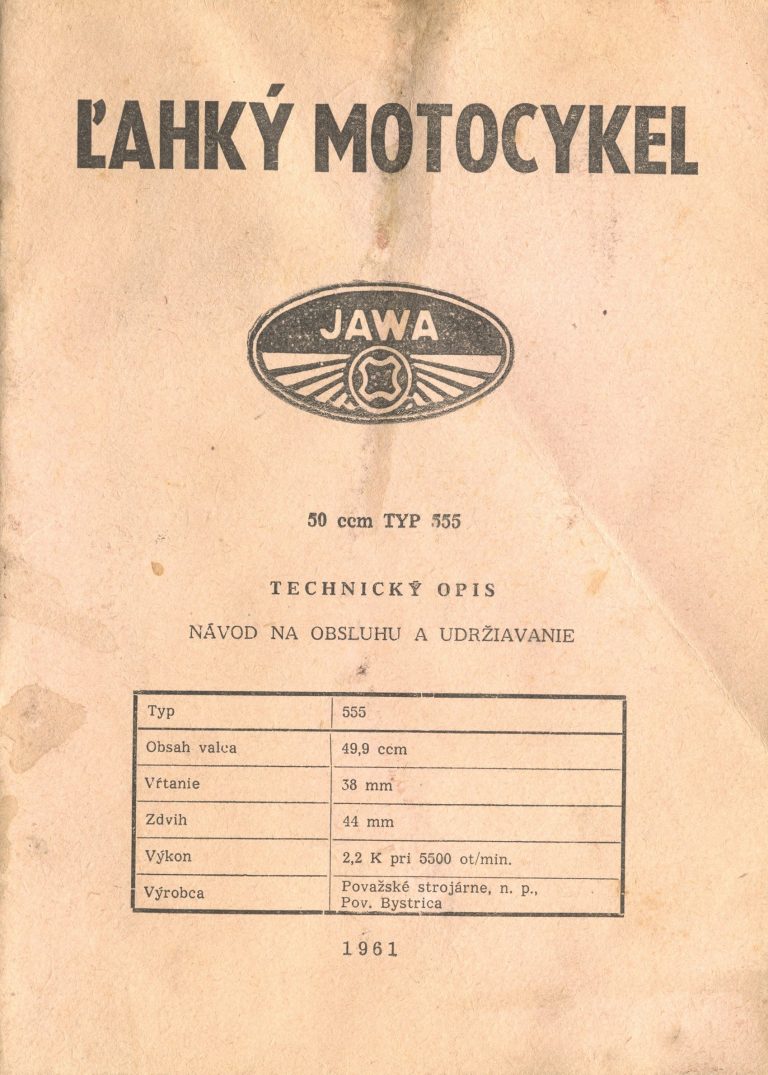 ĽAHKÝ MOTOCYKEL
JAWA
50 ccm TYP 555
TECHNICKÝ OPIS
NÁVOD NA OBSLUHU A UDRŽIAVANIE
Typ 555
Obsah valca 49,9 ccm
Vŕtanie 38 mm
Zdvih 44 mm
Výkon 2,2 K pri 5500 ot/min.
Výrobca Považské strojárne, n. p.,
Pov. Bystrica
1961